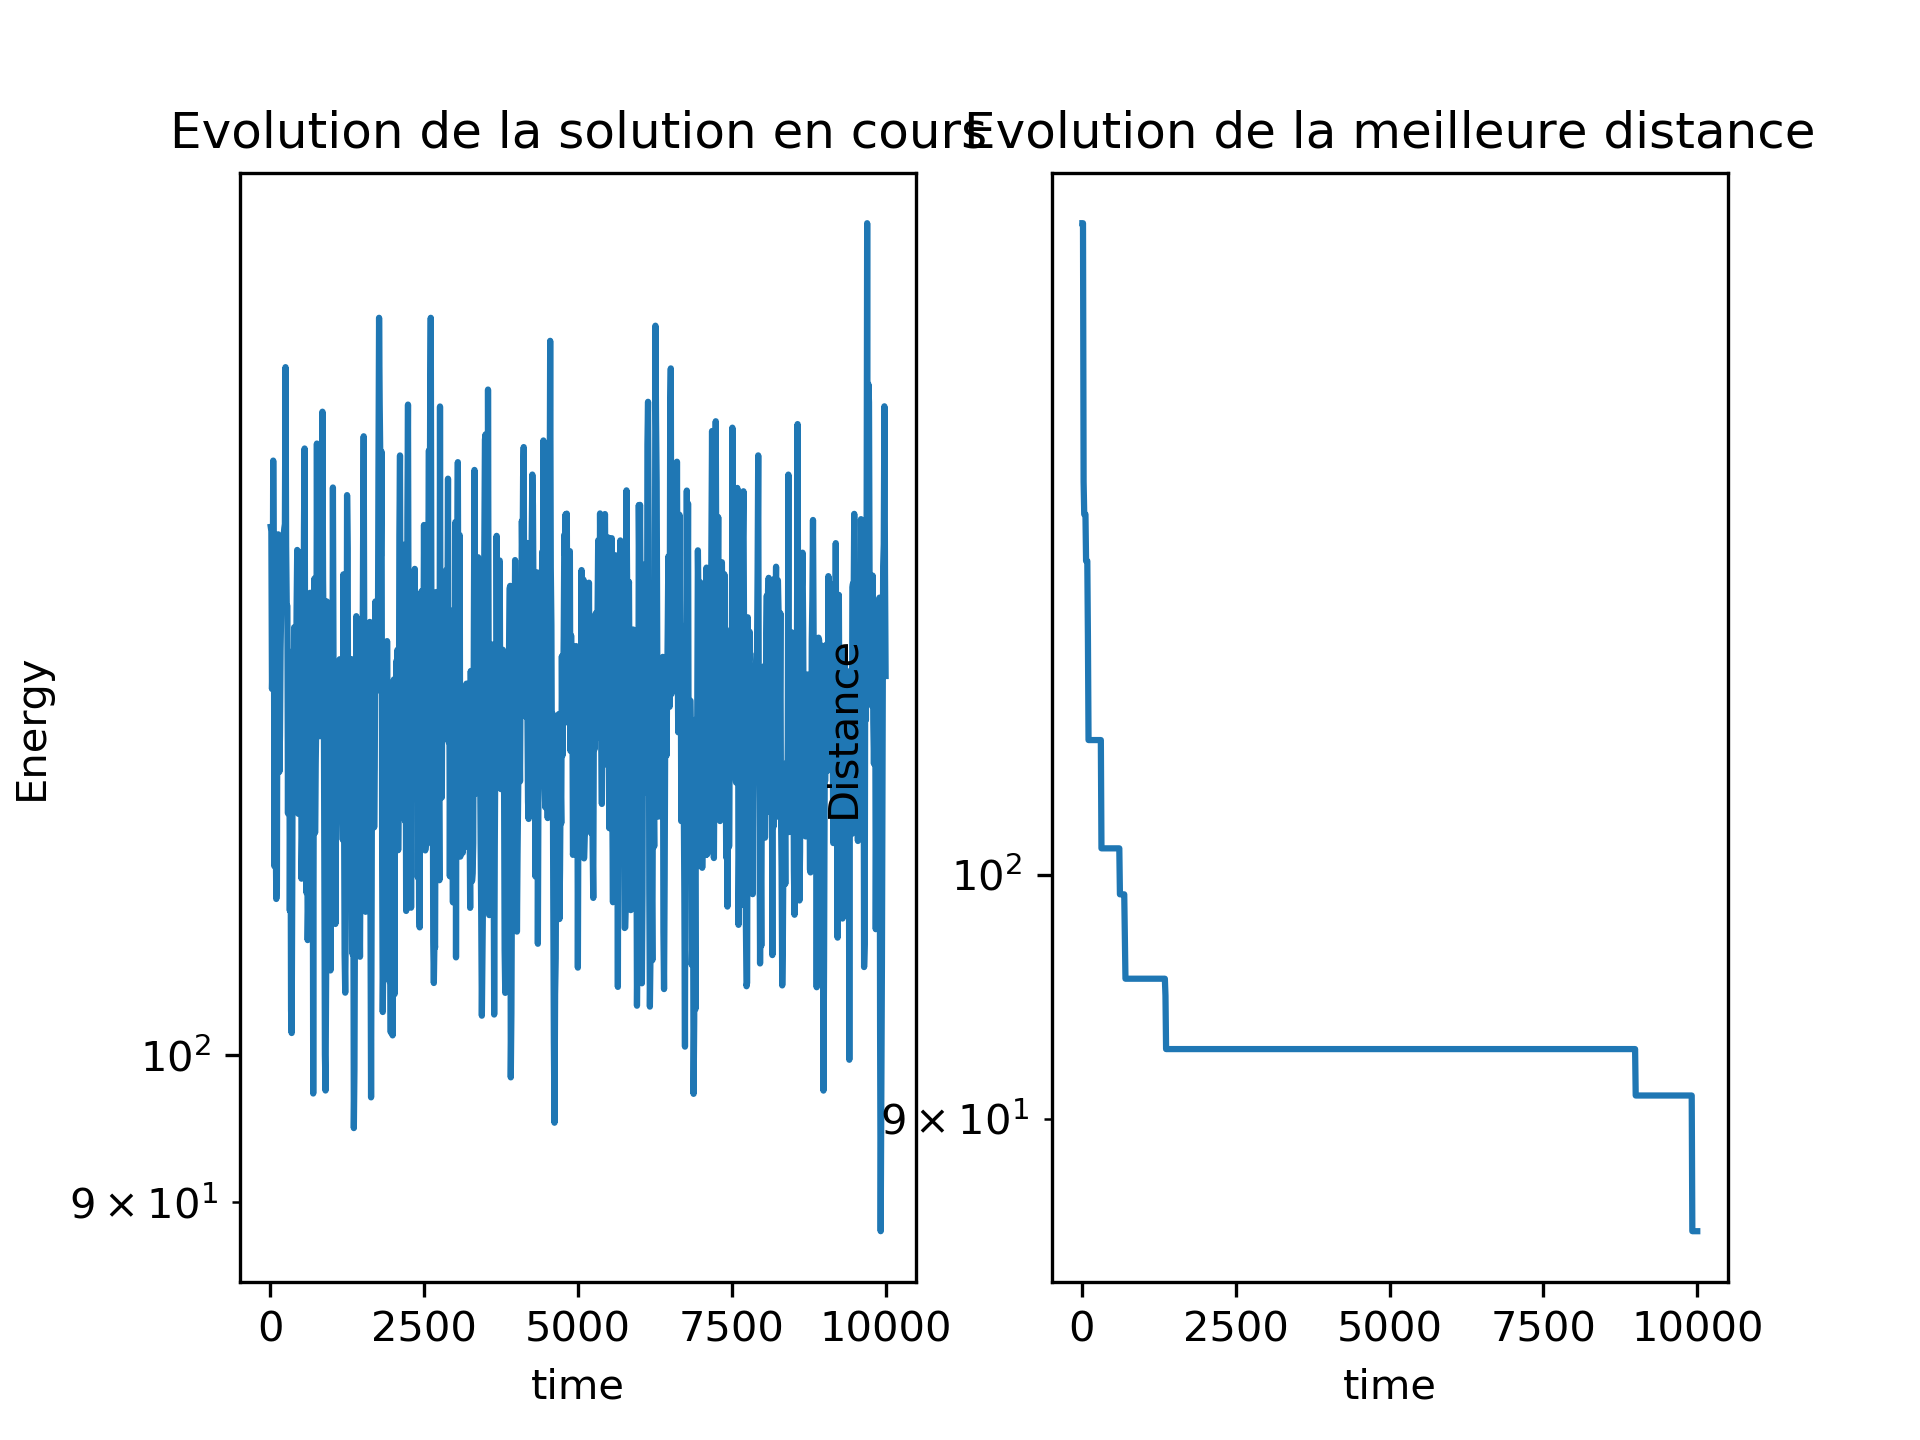 Evolution de la solution en cours
Energy
10²
9 × 10¹
0 2500 5000 7500 10000
time
Evolution de la meilleure distance
Distance
10²
9 × 10¹
0 2500 5000 7500 10000
time